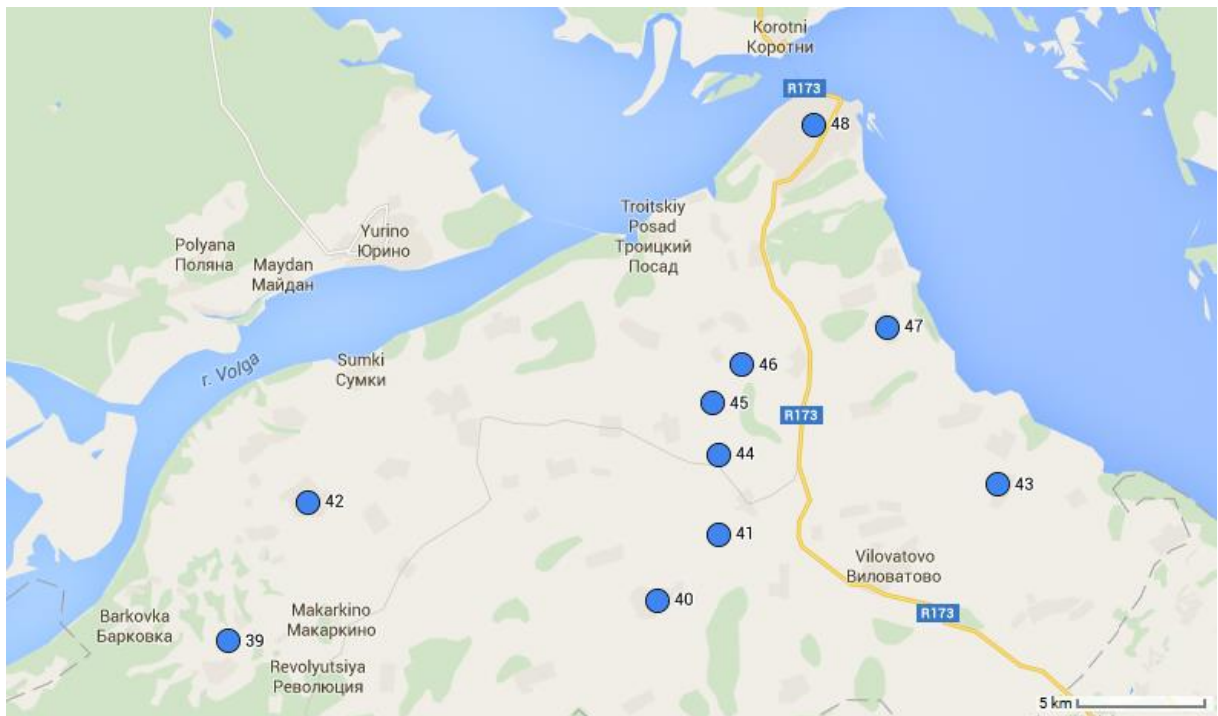 Korotni
Коротни
R173
48
Troitskiy
Posad
Троицкий
Посад
Yurino
Юрино
Polyana
Поляна
Maydan
Майдан
47
r. Volga
Sumki
Сумки
46
45
R173
44
43
42
41
Vilovatovo
Виловатово
40
R173
Makarkino
Макаркино
Barkovka
Барковка
39
Revolyutsiya
Революция
5 km